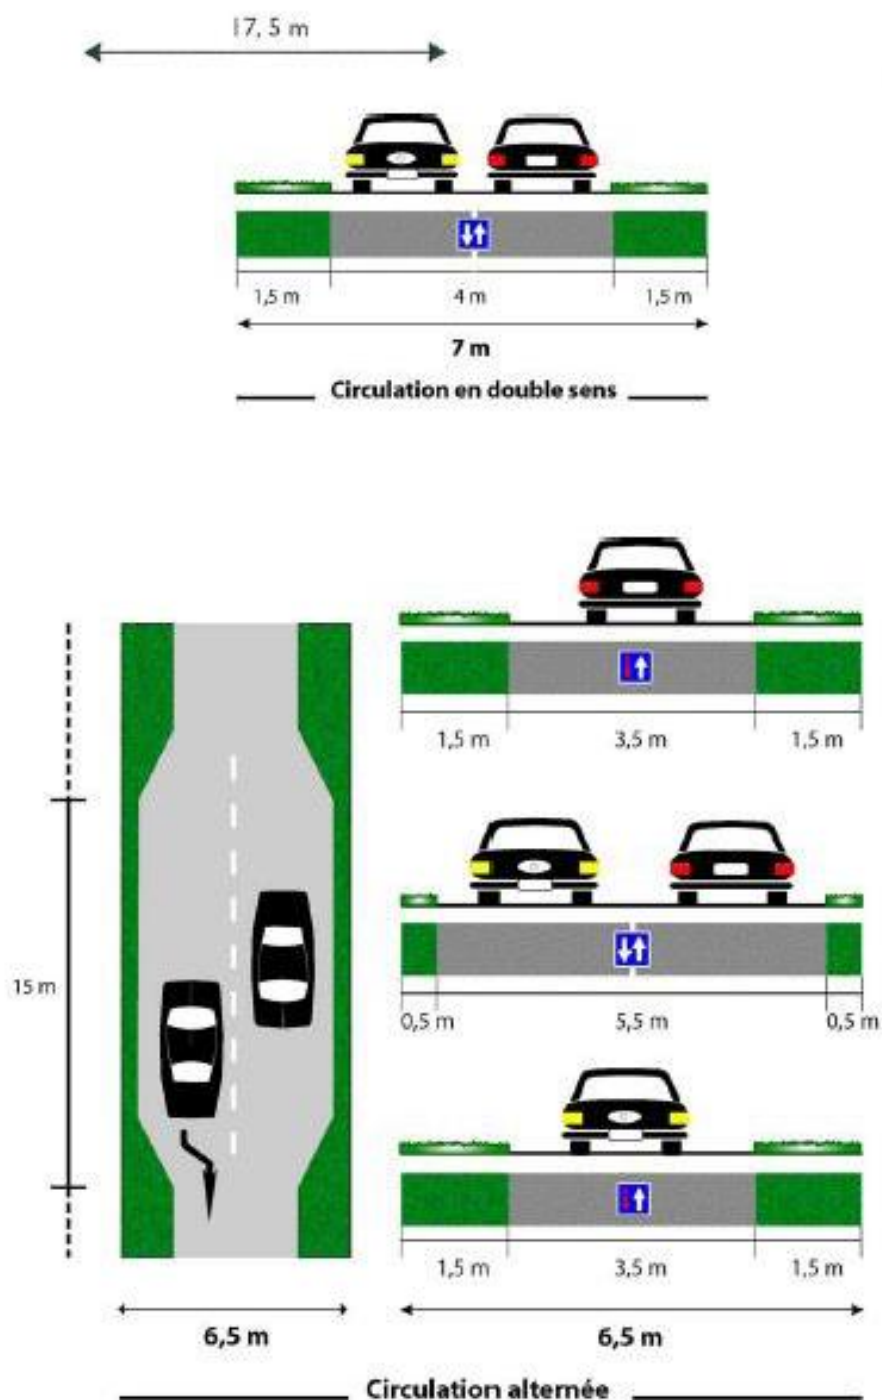 17, 5 m
1,5 m 4 m 1,5 m
7 m
Circulation en double sens
1,5 m 3,5 m 1,5 m
15 m
0,5 m 5,5 m 0,5 m
1,5 m 3,5 m 1,5 m
6,5 m 6,5 m
Circulation alternée